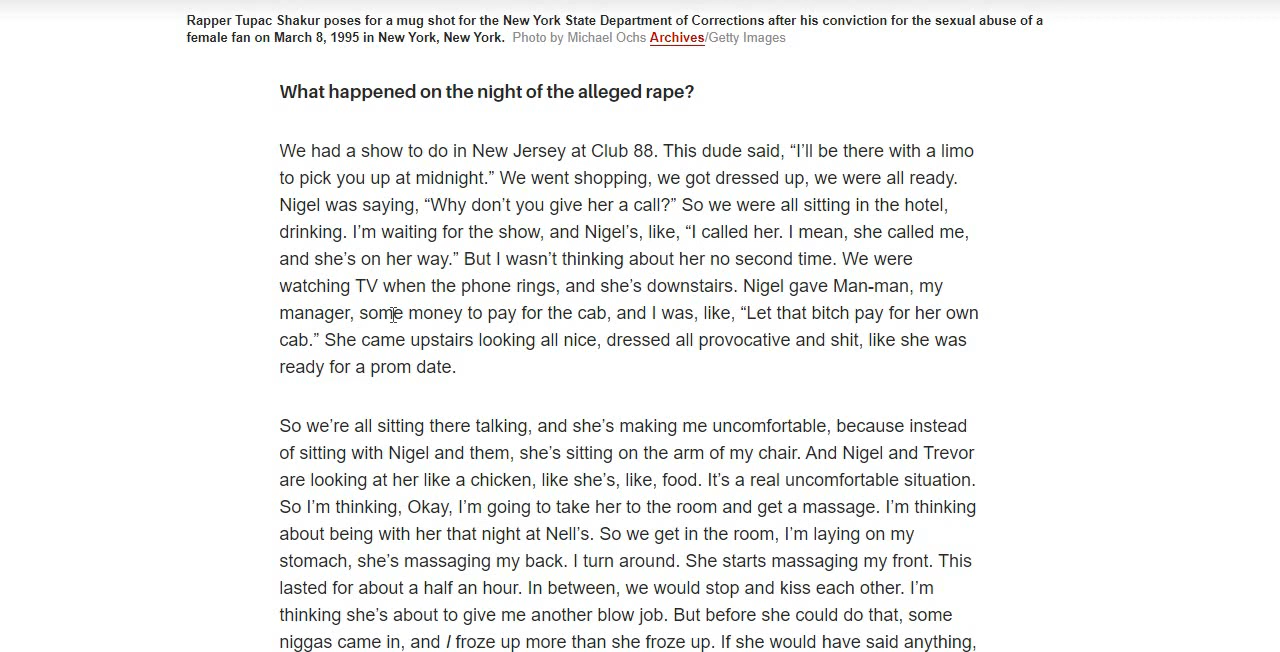 Rapper Tupac Shakur poses for a mug shot for the New York State Department of Corrections after his conviction for the sexual abuse of a
female fan on March 8, 1995 in New York, New York. Photo by Michael Ochs Archives/Getty Images
What happened on the night of the alleged rape?
We had a show to do in New Jersey at Club 88. This dude said, “I’ll be there with a limo
to pick you up at midnight.” We went shopping, we got dressed up, we were all ready.
Nigel was saying, “Why don’t you give her a call?” So we were all sitting in the hotel,
drinking. I’m waiting for the show, and Nigel’s, like, “I called her. I mean, she called me,
and she’s on her way.” But I wasn’t thinking about her no second time. We were
watching TV when the phone rings, and she’s downstairs. Nigel gave Man-man, my
manager, some money to pay for the cab, and I was, like, “Let that bitch pay for her own
cab.” She came upstairs looking all nice, dressed all provocative and shit, like she was
ready for a prom date.
So we’re all sitting there talking, and she’s making me uncomfortable, because instead
of sitting with Nigel and them, she’s sitting on the arm of my chair. And Nigel and Trevor
are looking at her like a chicken, like she’s, like, food. It’s a real uncomfortable situation.
So I’m thinking, Okay, I’m going to take her to the room and get a massage. I’m thinking
about being with her that night at Nell’s. So we get in the room, I’m laying on my
stomach, she’s massaging my back. I turn around. She starts massaging my front. This
lasted for about a half an hour. In between, we would stop and kiss each other. I’m
thinking she’s about to give me another blow job. But before she could do that, some
niggas came in, and I froze up more than she froze up. If she would have said anything,